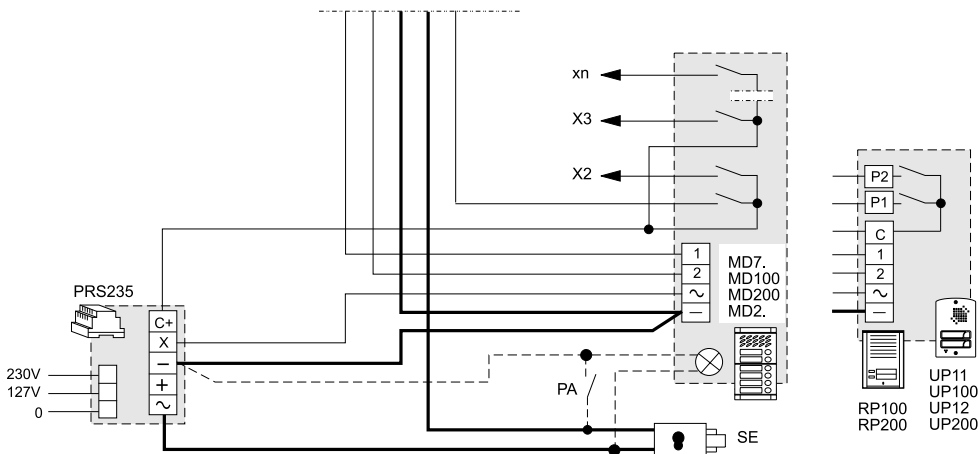 xn
X3
X2
P2
P1
C
1
2
~
–
1
2
~
–
MD7.
MD100
MD200
MD2.
PRS235
C+
X
–
+
~
230V
127V
0
PA
SE
RP100
RP200
UP11
UP100
UP12
UP200